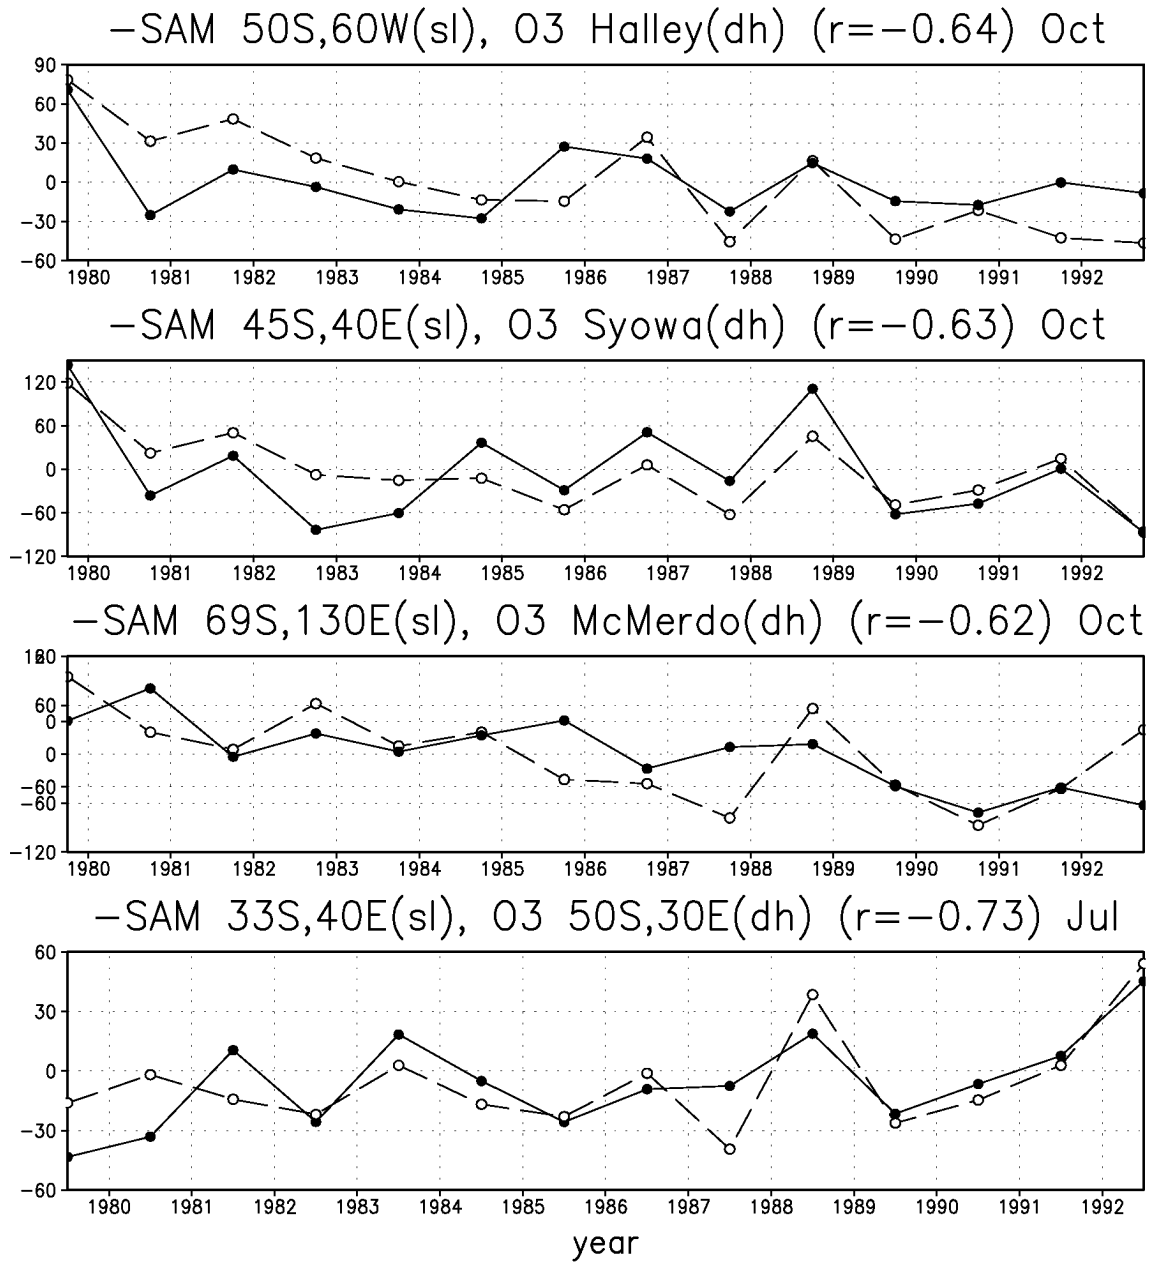 −SAM 50S,60W(sl), O3 Halley(dh) (r=−0.64) Oct
90
60
30
0
−30
−60
1980 1981 1982 1983 1984 1985 1986 1987 1988 1989 1990 1991 1992
−SAM 45S,40E(sl), O3 Syowa(dh) (r=−0.63) Oct
120
60
0
−60
−120
1980 1981 1982 1983 1984 1985 1986 1987 1988 1989 1990 1991 1992
−SAM 69S,130E(sl), O3 McMerdo(dh) (r=−0.62) Oct
60
0
0
−60
−60
−120
1980 1981 1982 1983 1984 1985 1986 1987 1988 1989 1990 1991 1992
−SAM 33S,40E(sl), O3 50S,30E(dh) (r=−0.73) Jul
60
30
0
−30
−60
1980 1981 1982 1983 1984 1985 1986 1987 1988 1989 1990 1991 1992
year